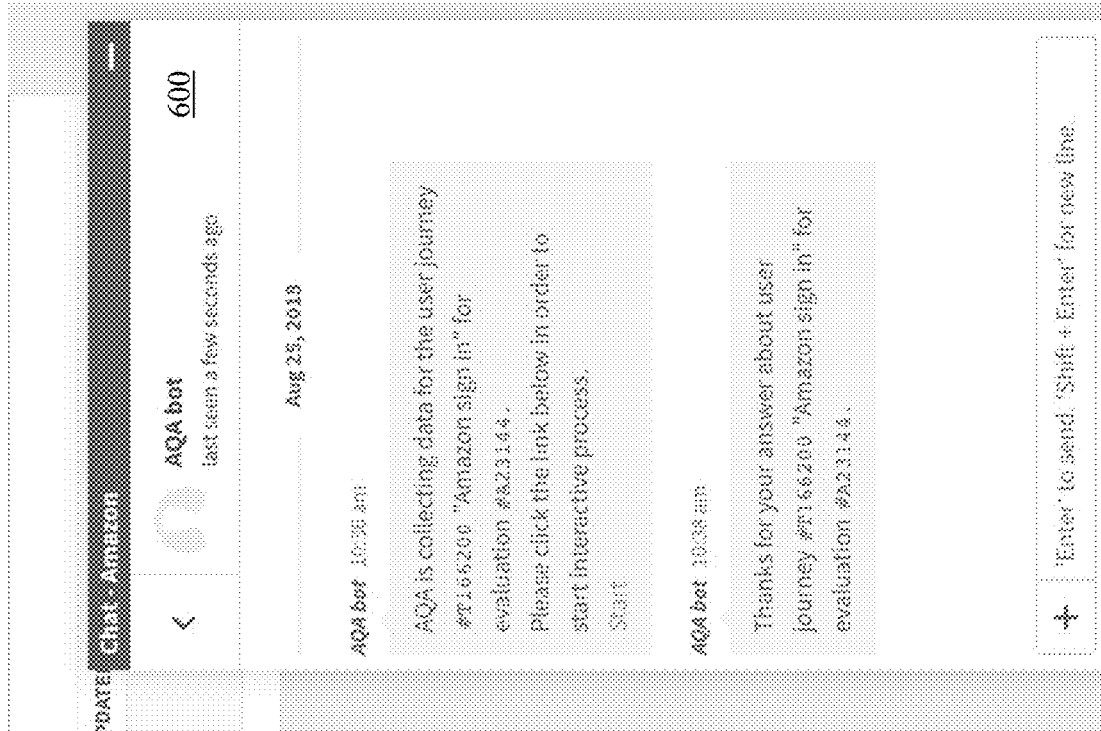 PDATE
Chat: Amazon
AQA bot
600
last seen a few seconds ago
Aug 25, 2018
AQA bot 10:36 am
AQA is collecting data for the user journey
#T166200 "Amazon sign in" for
evaluation #A23144.
Please click the link below in order to
start interactive process.
Start
AQA bot 10:38 am
Thanks for your answer about user
journey #T166200 "Amazon sign in" for
evaluation #A23144.
'Enter' to send. 'Shift + Enter' for new line.